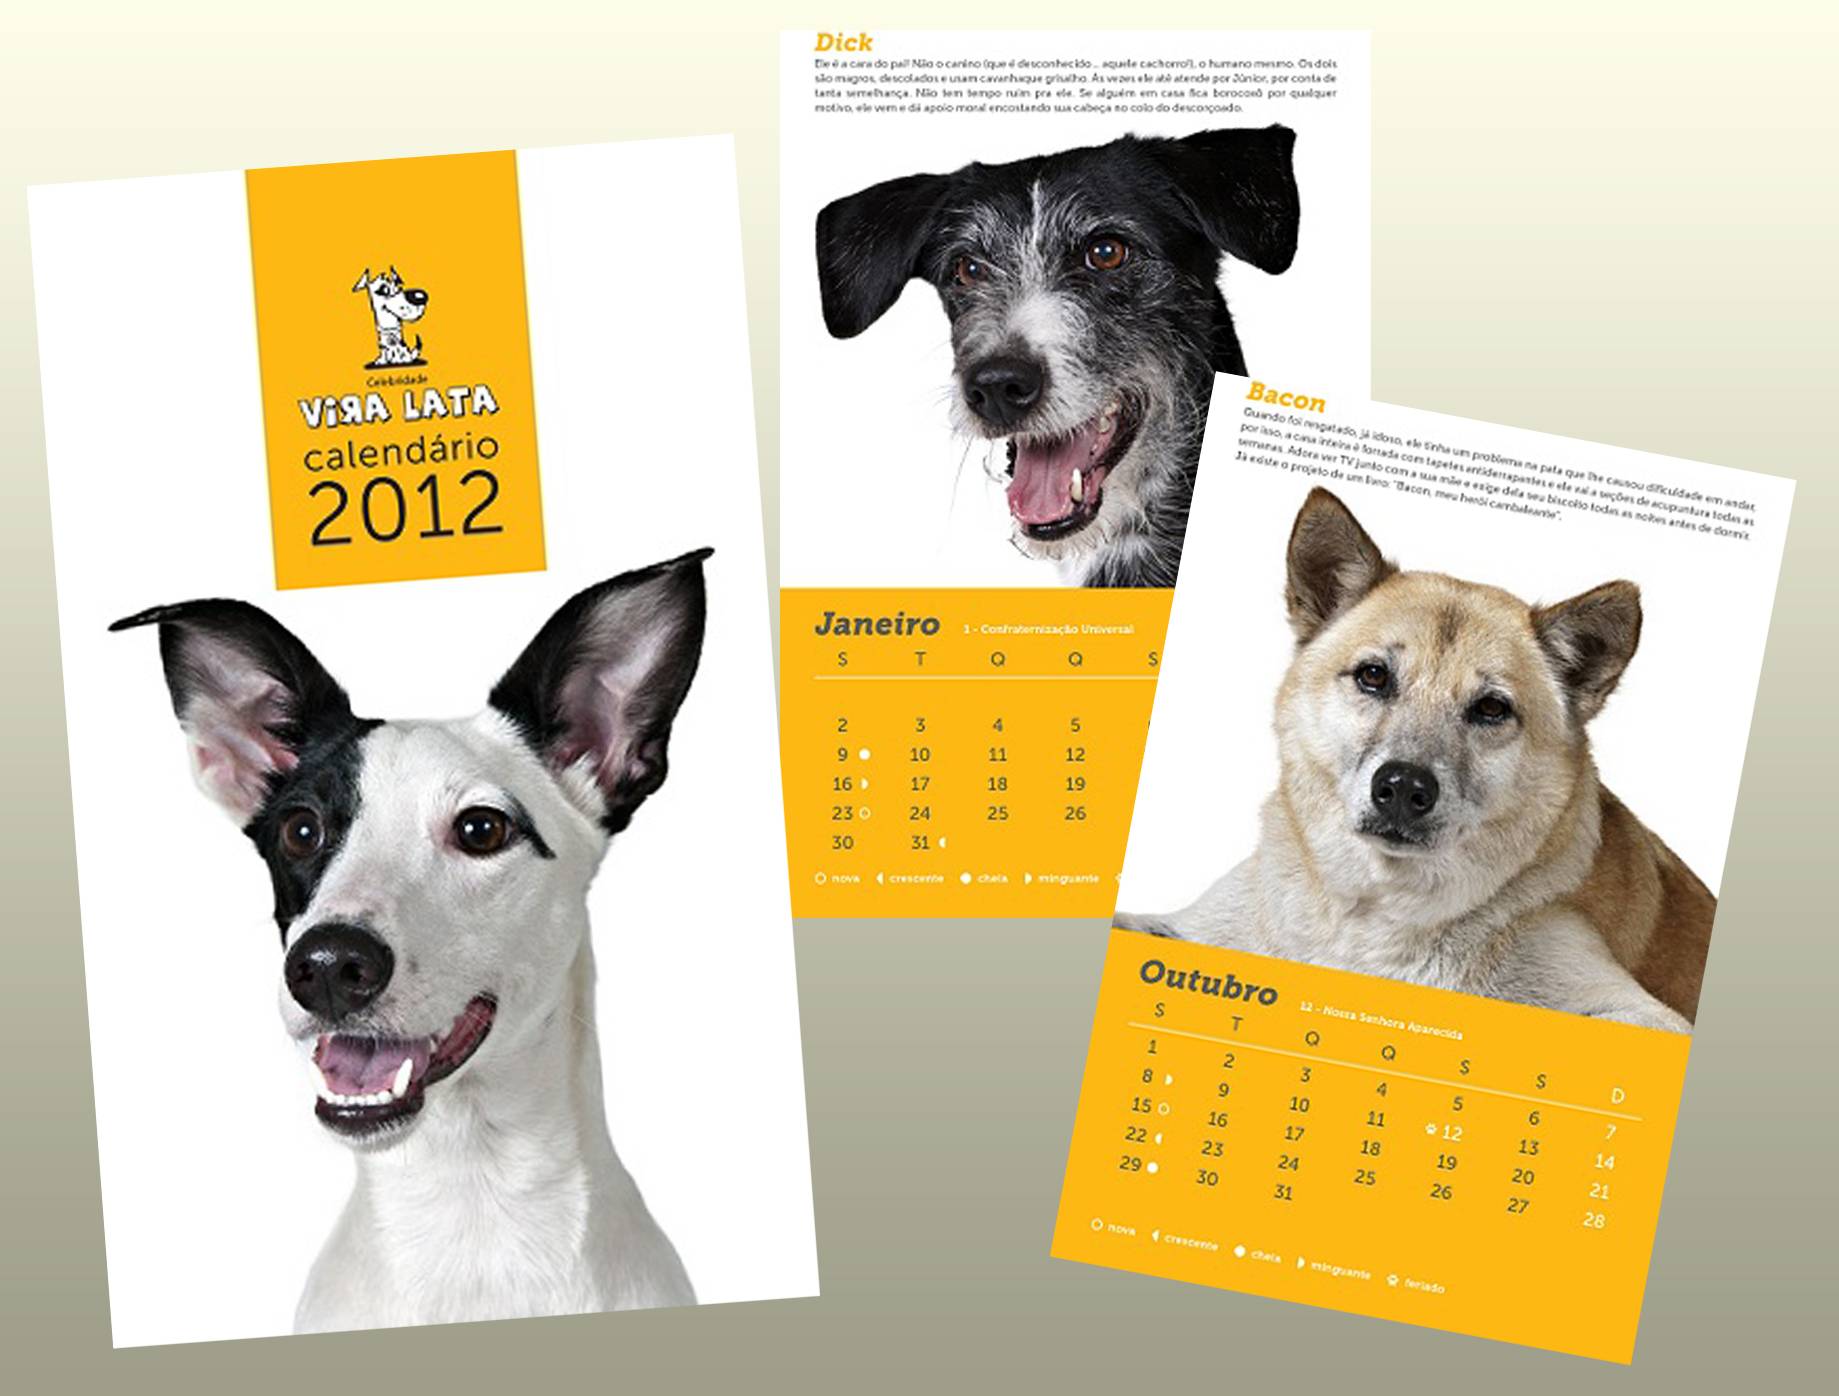 Celebridade
ViRA LATA
calendário
2012
Dick
Ele é a cara do pai! Não o canino (que é desconhecido... aquele cachorro!), o humano mesmo. Os dois
são magros, descolados e usam cavanhaque grisalho. As vezes ele até atende por Júnior, por conta de
tanta semelhança. Não tem tempo ruim pra ele. Se alguém em casa fica borocoxô por qualquer
motivo, ele vem e dá apoio moral encostando sua cabeça no colo do descorçoado.
Janeiro 1 - Confraternização Universal
S T Q Q S
2 3 4 5
9 10 11 12
16 17 18 19
23 24 25 26
30 31
nova crescente cheia minguante
Bacon
Quando foi resgatado, já idoso, ele tinha um problema na pata que lhe causou dificuldade em andar,
por isso, a casa inteira é forrada com tapetes antiderrapantes e ele vai a seções de acupuntura todas as
semanas. Adora ver TV junto com a sua mãe e exige dela seu biscoito todas as noites antes de dormir.
Já existe o projeto de um livro: "Bacon, meu herói cambaleante".
Outubro 12 - Nossa Senhora Aparecida
S T Q Q S S D
1 2 3 4 5 6 7
8 9 10 11 12 13 14
15 16 17 18 19 20 21
22 23 24 25 26 27 28
29 30 31
nova crescente cheia minguante feriado